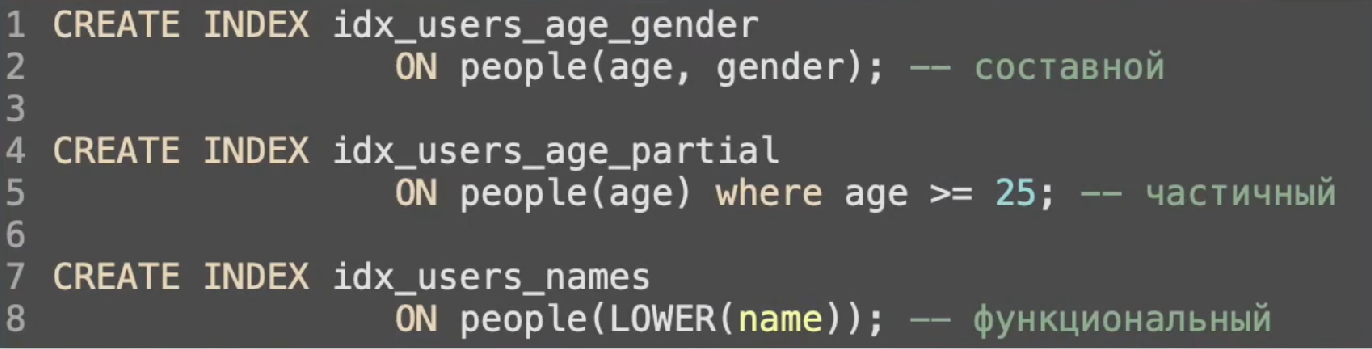 1 CREATE INDEX idx_users_age_gender
2 ON people(age, gender); -- составной
3
4 CREATE INDEX idx_users_age_partial
5 ON people(age) where age >= 25; -- частичный
6
7 CREATE INDEX idx_users_names
8 ON people(LOWER(name)); -- функциональный